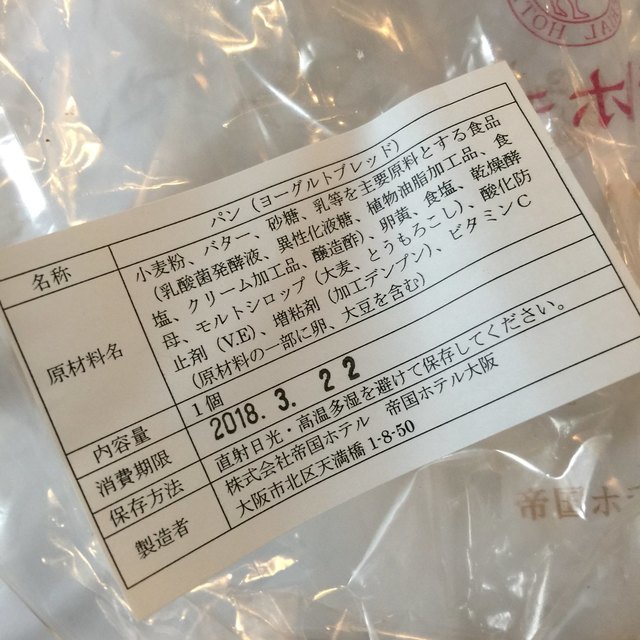 名称
パン（ヨーグルトブレッド）
原材料名
小麦粉、バター、砂糖、乳等を主要原料とする食品
（乳酸菌発酵液、異性化液糖、植物油脂加工品、食
塩、クリーム加工品、醸造酢）、卵黄、食塩、乾燥酵
母、モルトシロップ（大麦、とうもろこし）、酸化防
止剤（V.E）、増粘剤（加工デンプン）、ビタミンC
（原材料の一部に卵、大豆を含む）
内容量
1個
消費期限
2018. 3. 22
保存方法
直射日光・高温多湿を避けて保存してください。
製造者
株式会社帝国ホテル 帝国ホテル大阪
大阪市北区天満橋 1-8-50
帝国ホ